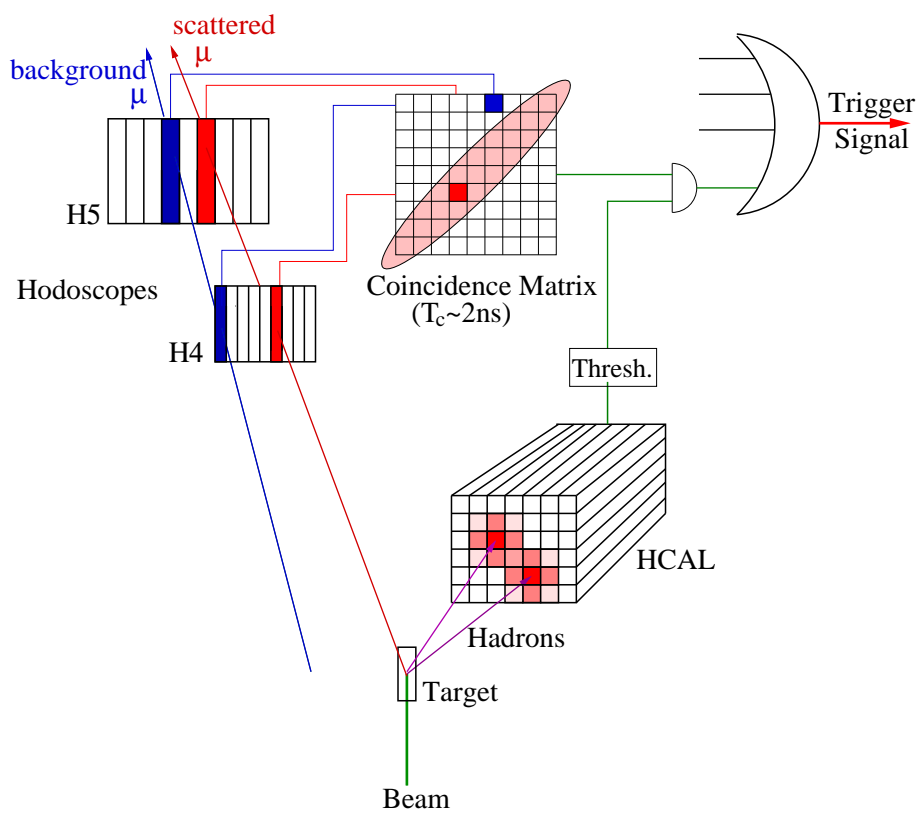 scattered
μ
background
μ
H5
Hodoscopes
H4
Coincidence Matrix
(Tc~2ns)
Trigger
Signal
Thresh.
HCAL
Hadrons
Target
Beam